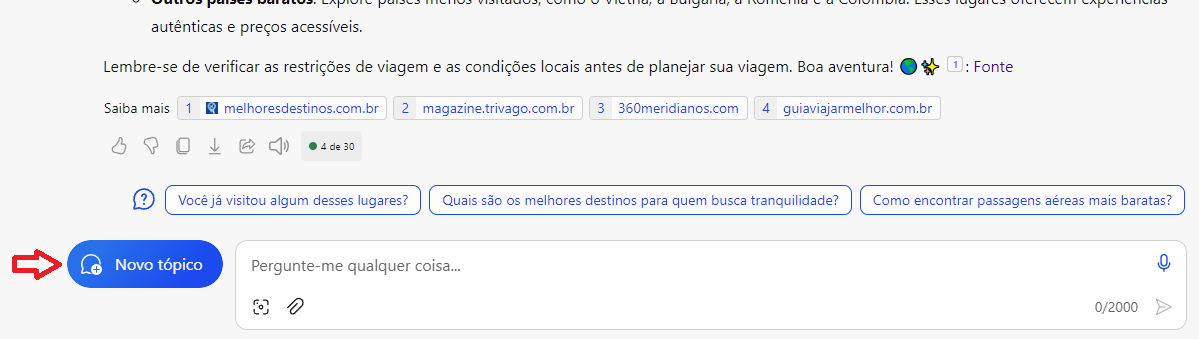 Outros países baratos: Explore países menos visitados, como o Vietnã, a Bulgária, a Romênia e a Colômbia. Esses lugares oferecem experiências
autênticas e preços acessíveis.
Lembre-se de verificar as restrições de viagem e as condições locais antes de planejar sua viagem. Boa aventura! 🌎✨ 1 : Fonte
Saiba mais 1 melhoresdestinos.com.br 2 magazine.trivago.com.br 3 360meridianos.com 4 guiaviajarmelhor.com.br
4 de 30
Você já visitou algum desses lugares? Quais são os melhores destinos para quem busca tranquilidade? Como encontrar passagens aéreas mais baratas?
Novo tópico
Pergunte-me qualquer coisa...
0/2000